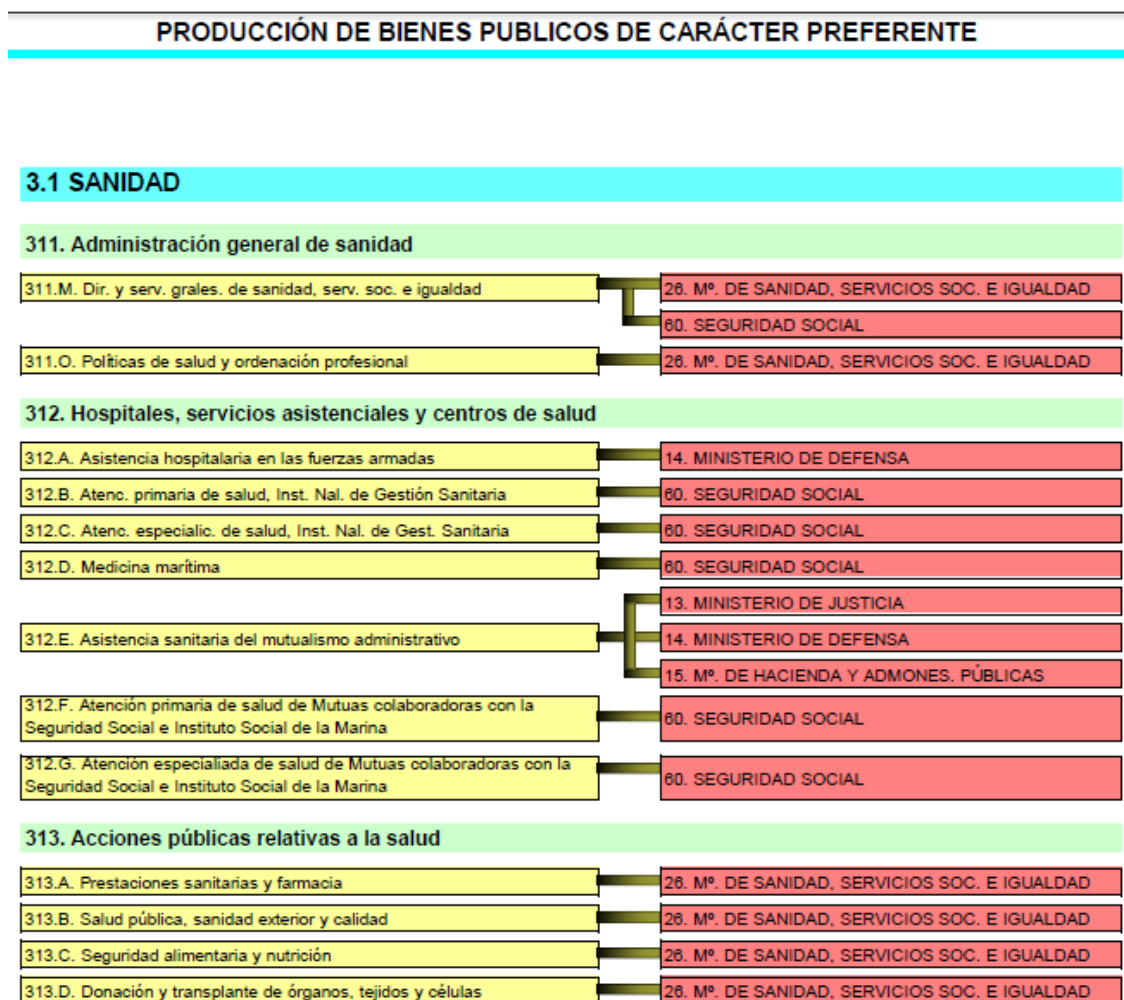 PRODUCCIÓN DE BIENES PUBLICOS DE CARÁCTER PREFERENTE
3.1 SANIDAD
311. Administración general de sanidad
311.M. Dir. y serv. grales. de sanidad, serv. soc. e igualdad
26. Mº. DE SANIDAD, SERVICIOS SOC. E IGUALDAD
60. SEGURIDAD SOCIAL
311.O. Políticas de salud y ordenación profesional
26. Mº. DE SANIDAD, SERVICIOS SOC. E IGUALDAD
312. Hospitales, servicios asistenciales y centros de salud
312.A. Asistencia hospitalaria en las fuerzas armadas
14. MINISTERIO DE DEFENSA
312.B. Atenc. primaria de salud, Inst. Nal. de Gestión Sanitaria
60. SEGURIDAD SOCIAL
312.C. Atenc. especialic. de salud, Inst. Nal. de Gest. Sanitaria
60. SEGURIDAD SOCIAL
312.D. Medicina marítima
60. SEGURIDAD SOCIAL
312.E. Asistencia sanitaria del mutualismo administrativo
13. MINISTERIO DE JUSTICIA
14. MINISTERIO DE DEFENSA
15. Mº. DE HACIENDA Y ADMONES. PÚBLICAS
312.F. Atención primaria de salud de Mutuas colaboradoras con la
Seguridad Social e Instituto Social de la Marina
60. SEGURIDAD SOCIAL
312.G. Atención especialiada de salud de Mutuas colaboradoras con la
Seguridad Social e Instituto Social de la Marina
60. SEGURIDAD SOCIAL
313. Acciones públicas relativas a la salud
313.A. Prestaciones sanitarias y farmacia
26. Mº. DE SANIDAD, SERVICIOS SOC. E IGUALDAD
313.B. Salud pública, sanidad exterior y calidad
26. Mº. DE SANIDAD, SERVICIOS SOC. E IGUALDAD
313.C. Seguridad alimentaria y nutrición
26. Mº. DE SANIDAD, SERVICIOS SOC. E IGUALDAD
313.D. Donación y transplante de órganos, tejidos y células
26. Mº. DE SANIDAD, SERVICIOS SOC. E IGUALDAD